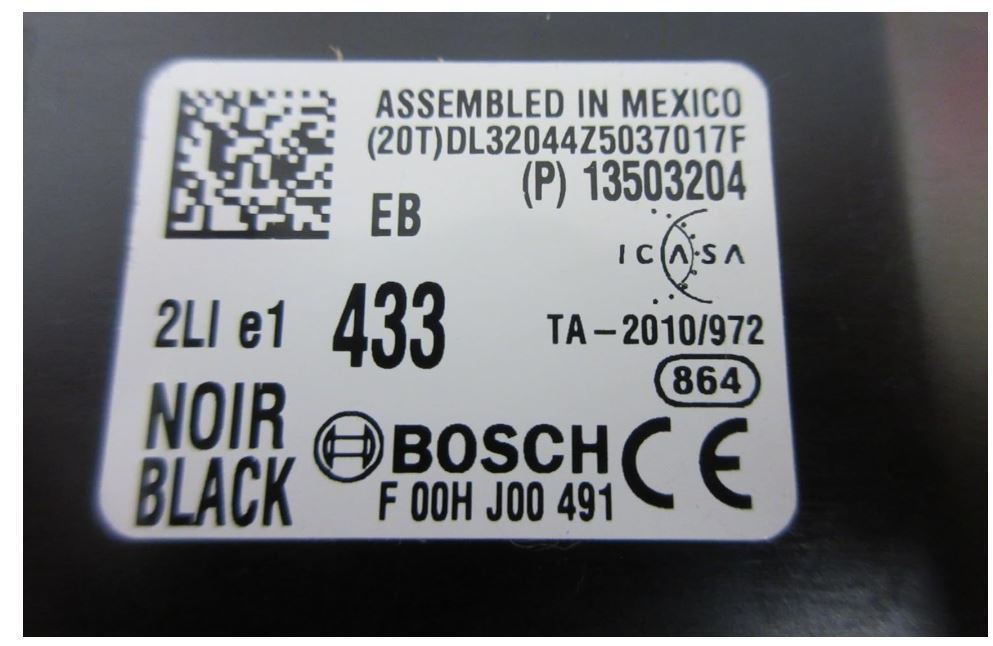 ASSEMBLED IN MEXICO
(20T)DL32044Z5037017F
(P) 13503204
EB
ICASA
2LI e1 433
TA-2010/972
864
NOIR
BLACK
BOSCH CE
F 00H J00 491